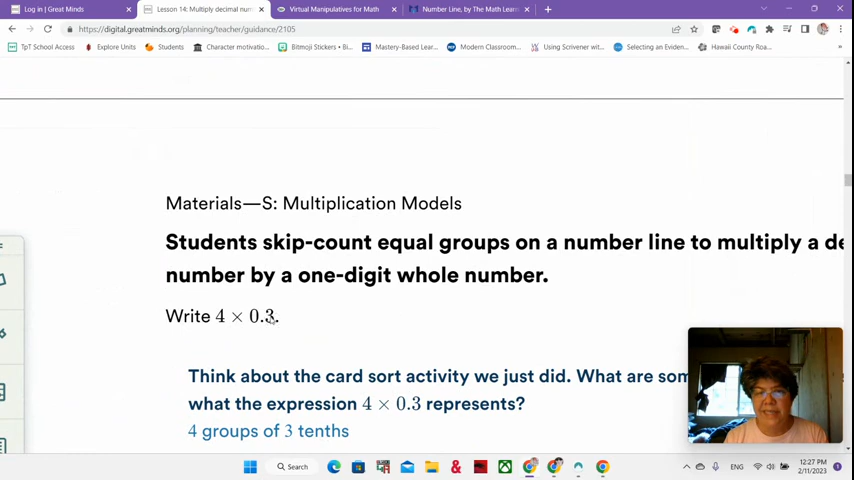 Log in | Great Minds
Lesson 14: Multiply decimal num
Virtual Manipulatives for Math
Number Line, by The Math Learn
https://digital.greatminds.org/planning/teacher/guidance/2105
TpT School Access
Explore Units
Students
Character motivatio...
Bitmoji Stickers • Bi...
Mastery-Based Lear...
Modern Classroom...
Using Scrivener wit...
Selecting an Eviden...
Hawaii County Roa...
Materials—S: Multiplication Models
Students skip-count equal groups on a number line to multiply a de
number by a one-digit whole number.
Write 4 × 0.3.
Think about the card sort activity we just did. What are som
what the expression 4 × 0.3 represents?
4 groups of 3 tenths
Search
ENG
12:27 PM
2/11/2023